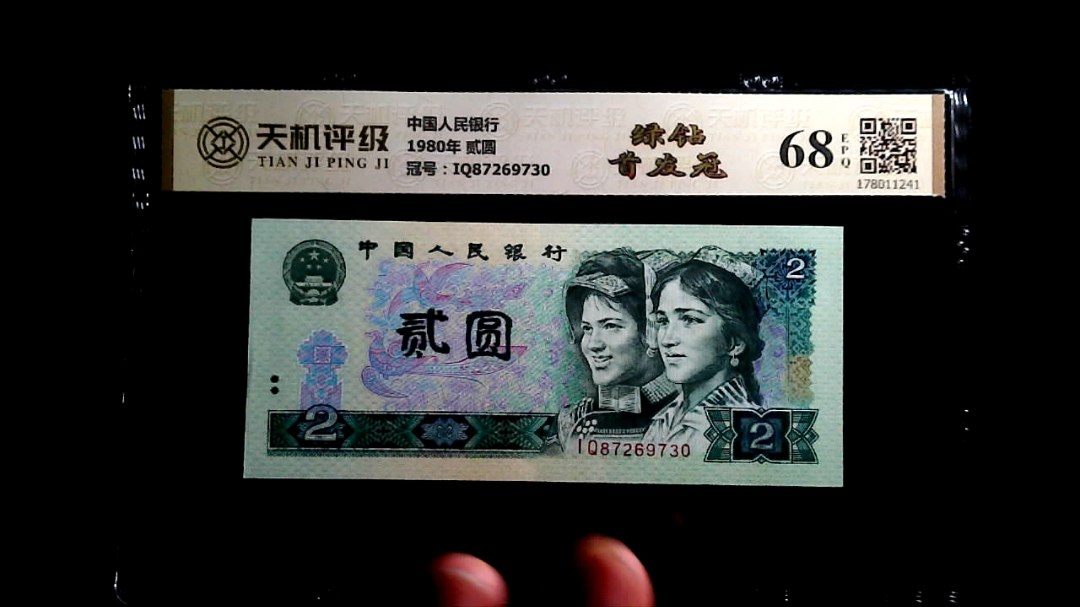 天机评级
TIAN JI PING JI
中国人民银行
1980年 贰圆
冠号：IQ87269730
绿钻
首发冠
68
EPQ
178011241
中国人民银行
2
贰圆
2
IQ87269730
2